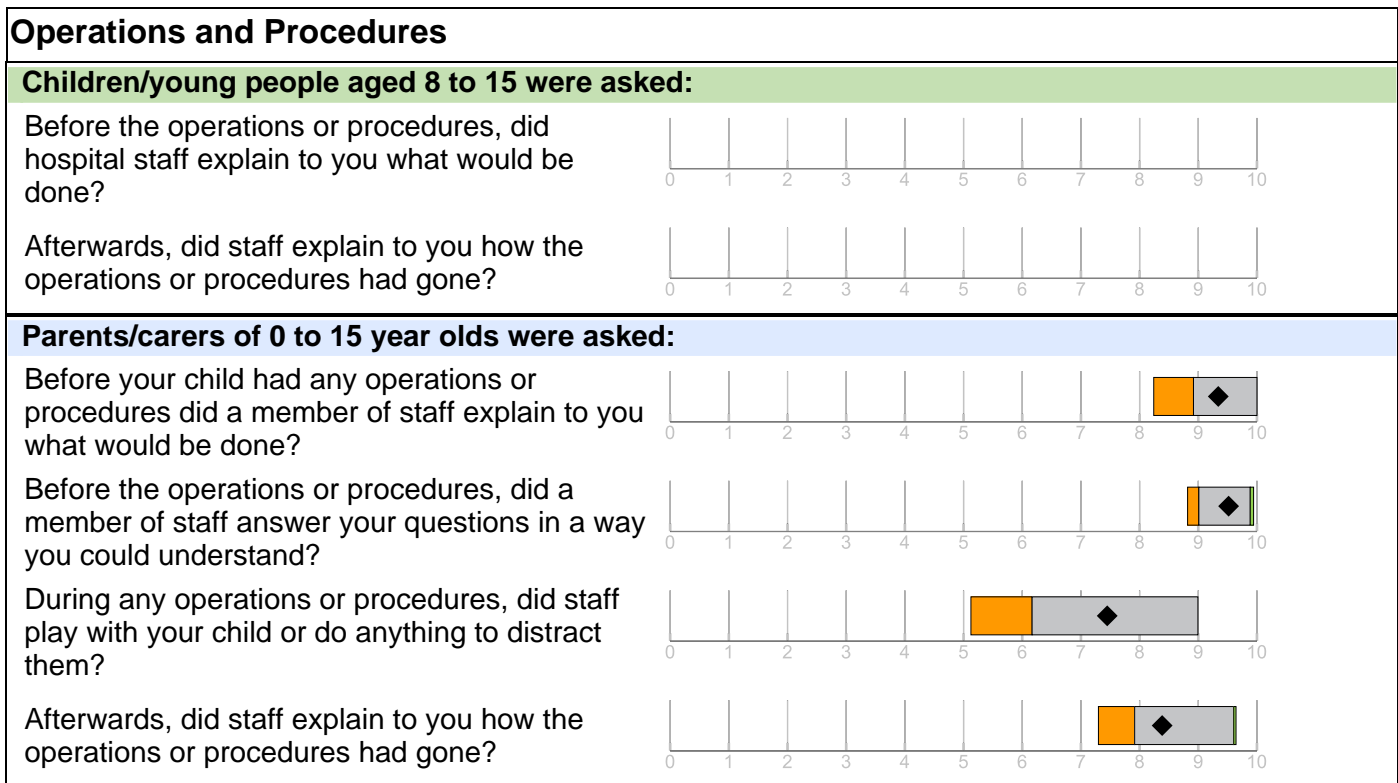 Operations and Procedures
Children/young people aged 8 to 15 were asked:
Before the operations or procedures, did
hospital staff explain to you what would be
done?
0 1 2 3 4 5 6 7 8 9 10
Afterwards, did staff explain to you how the
operations or procedures had gone?
0 1 2 3 4 5 6 7 8 9 10
Parents/carers of 0 to 15 year olds were asked:
Before your child had any operations or
procedures did a member of staff explain to you
what would be done?
0 1 2 3 4 5 6 7 8 9 10
Before the operations or procedures, did a
member of staff answer your questions in a way
you could understand?
0 1 2 3 4 5 6 7 8 9 10
During any operations or procedures, did staff
play with your child or do anything to distract
them?
0 1 2 3 4 5 6 7 8 9 10
Afterwards, did staff explain to you how the
operations or procedures had gone?
0 1 2 3 4 5 6 7 8 9 10